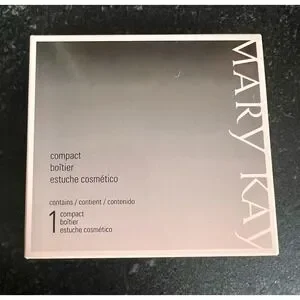 MARY KAY
compact
boîtier
estuche cosmético
contains / contient / contenido
1 compact
boîtier
estuche cosmético